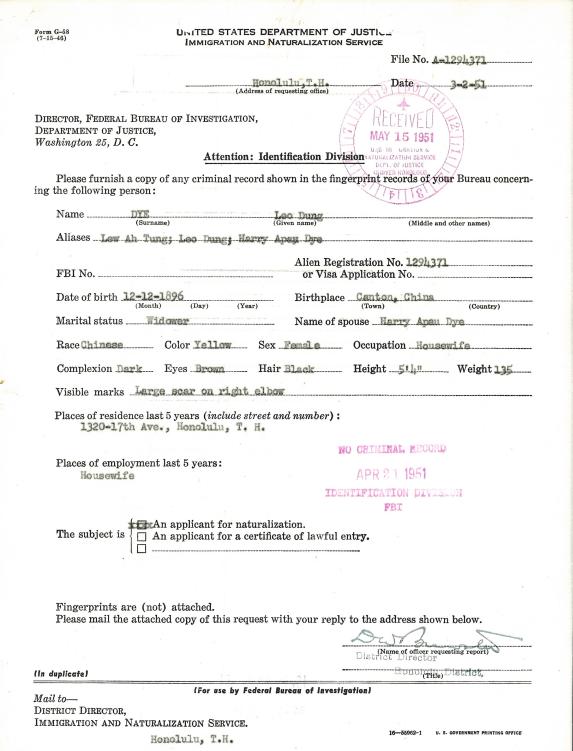 Form G-48
(7-15-46)
UNITED STATES DEPARTMENT OF JUSTICE
IMMIGRATION AND NATURALIZATION SERVICE
File No. A-1294371
Honolulu, T.H.
(Address of requesting office)
Date 3-2-51
DIRECTOR, FEDERAL BUREAU OF INVESTIGATION,
DEPARTMENT OF JUSTICE,
Washington 25, D. C.
RECEIVED
MAY 15 1951
NATURALIZATION SERVICE
DEPT. OF JUSTICE
HONOLULU
Attention: Identification Division
Please furnish a copy of any criminal record shown in the fingerprint records of your Bureau concern-
ing the following person:
Name DYE Leo Dung
(Surname) (Given name) (Middle and other names)
Aliases Low Ah Tung; Leo Dung; Harry Apau Dye
Alien Registration No. 1294371
FBI No. or Visa Application No.
Date of birth 12-12-1896 Birthplace Canton, China
(Month) (Day) (Year) (Town) (Country)
Marital status Widower Name of spouse Harry Apau Dye
Race Chinese Color Yellow Sex Female Occupation Housewife
Complexion Dark Eyes Brown Hair Black Height 5'4" Weight 135
Visible marks Large scar on right elbow
Places of residence last 5 years (include street and number) :
1320-17th Ave., Honolulu, T. H.
NO CRIMINAL RECORD
APR 21 1951
IDENTIFICATION DIVISION
FBI
Places of employment last 5 years:
Housewife
The subject is
An applicant for naturalization.
An applicant for a certificate of lawful entry.
Fingerprints are (not) attached.
Please mail the attached copy of this request with your reply to the address shown below.
(Name of officer requesting report)
District Director
Honolulu District,
(Title)
(In duplicate)
(For use by Federal Bureau of Investigation)
Mail to—
DISTRICT DIRECTOR,
IMMIGRATION AND NATURALIZATION SERVICE.
Honolulu, T.H.
16—55962-1 U. S. GOVERNMENT PRINTING OFFICE